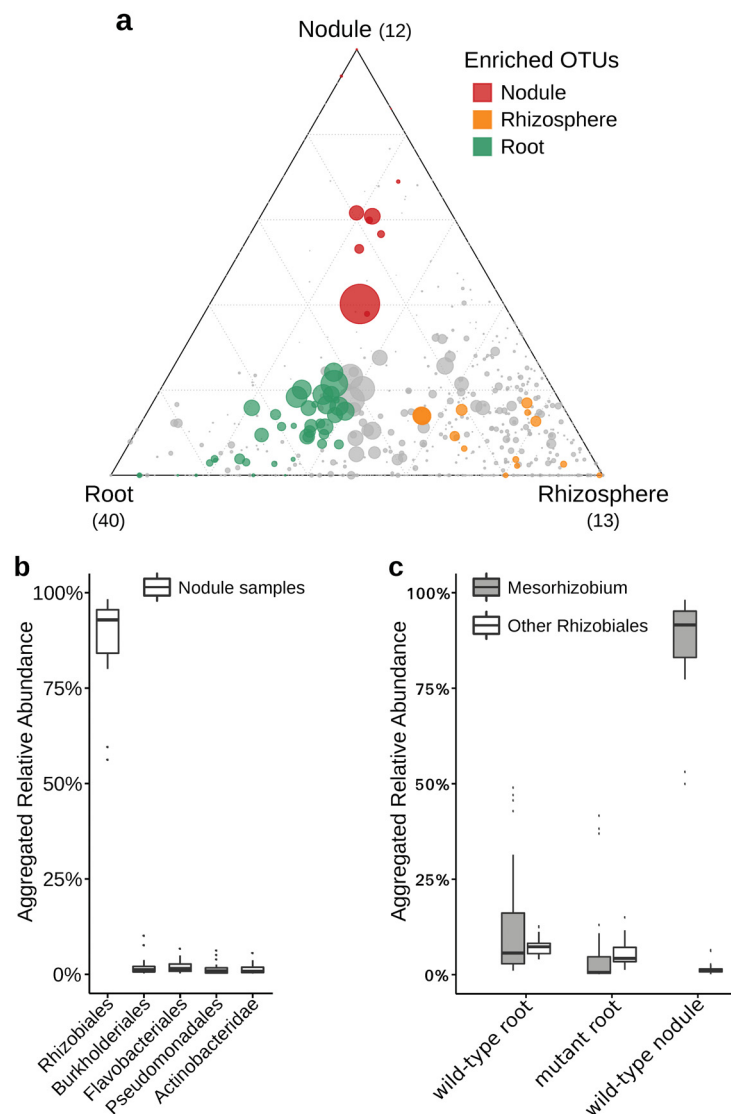 a
Nodule (12)
Enriched OTUs
Nodule
Rhizosphere
Root
Root
(40)
Rhizosphere
(13)
b
Nodule samples
Aggregated Relative Abundance
100%
75%
50%
25%
0%
Rhizobiales
Burkholderiales
Flavobacteriales
Pseudomonadales
Actinobacteridae
c
Mesorhizobium
Other Rhizobiales
Aggregated Relative Abundance
100%
75%
50%
25%
0%
wild-type root
mutant root
wild-type nodule